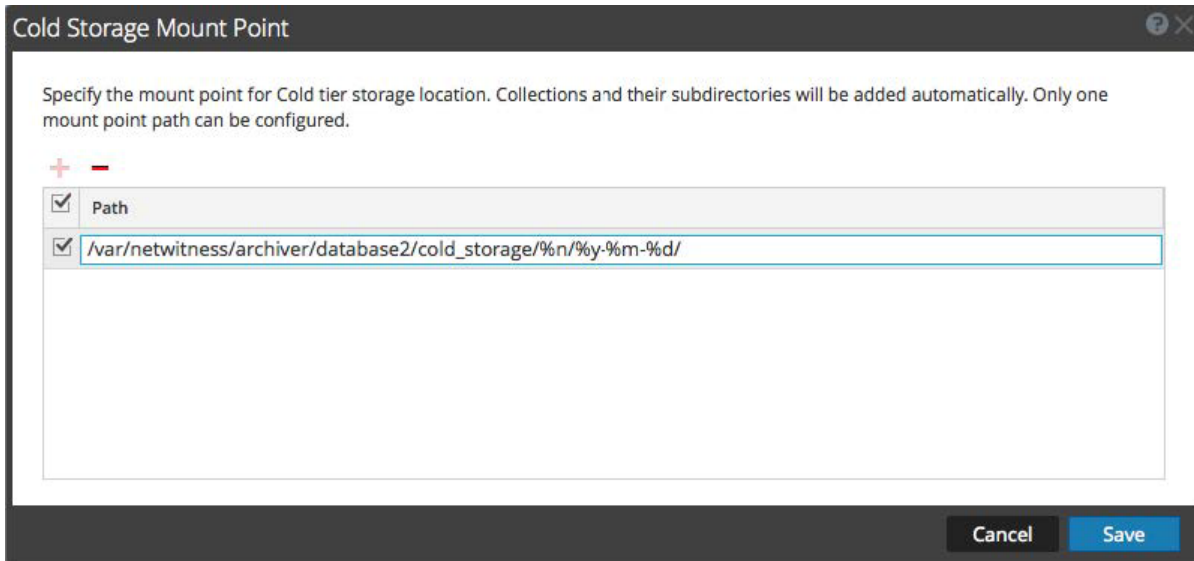 Cold Storage Mount Point
Specify the mount point for Cold tier storage location. Collections and their subdirectories will be added automatically. Only one
mount point path can be configured.
Path
/var/netwitness/archiver/database2/cold_storage/%n/%y-%m-%d/
Cancel Save